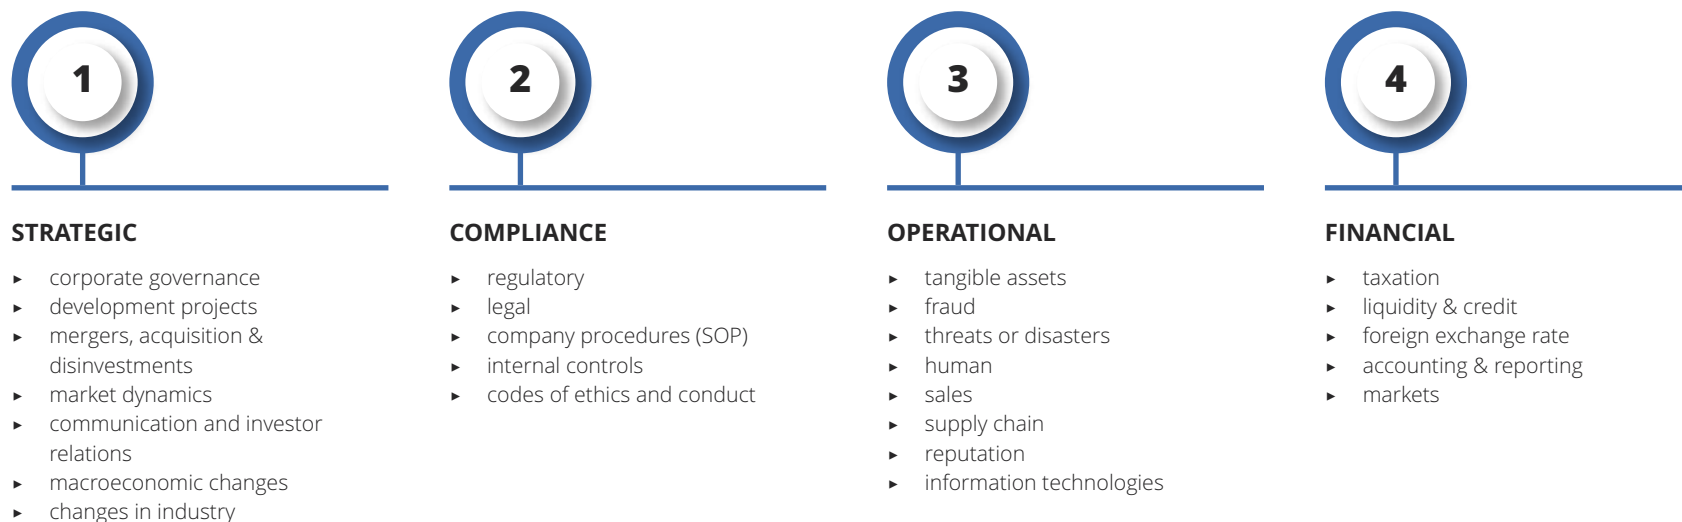 1
STRATEGIC
▸ corporate governance
▸ development projects
▸ mergers, acquisition &
disinvestments
▸ market dynamics
▸ communication and investor
relations
▸ macroeconomic changes
▸ changes in industry
2
COMPLIANCE
▸ regulatory
▸ legal
▸ company procedures (SOP)
▸ internal controls
▸ codes of ethics and conduct
3
OPERATIONAL
▸ tangible assets
▸ fraud
▸ threats or disasters
▸ human
▸ sales
▸ supply chain
▸ reputation
▸ information technologies
4
FINANCIAL
▸ taxation
▸ liquidity & credit
▸ foreign exchange rate
▸ accounting & reporting
▸ markets